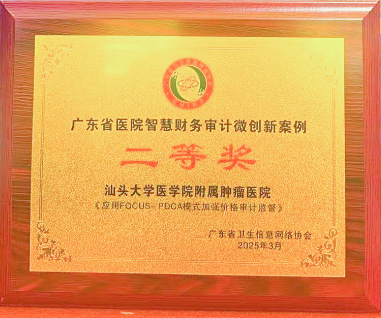 广东省医院智慧财务审计微创新案例
二等奖
汕头大学医学院附属肿瘤医院
《应用FOCUS-PDCA模式加强价格审计监督》
广东省卫生信息网络协会
2025年3月